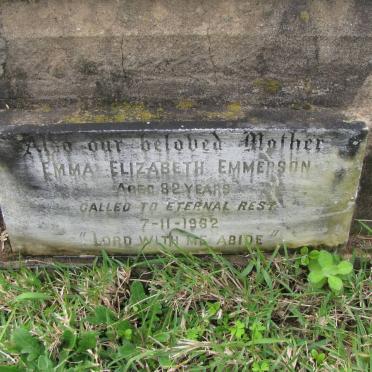 Also our beloved Mother
EMMA ELIZABETH EMMERSON
AGED 82 YEARS
CALLED TO ETERNAL REST
7-11-1962
"LORD WITH ME ABIDE"